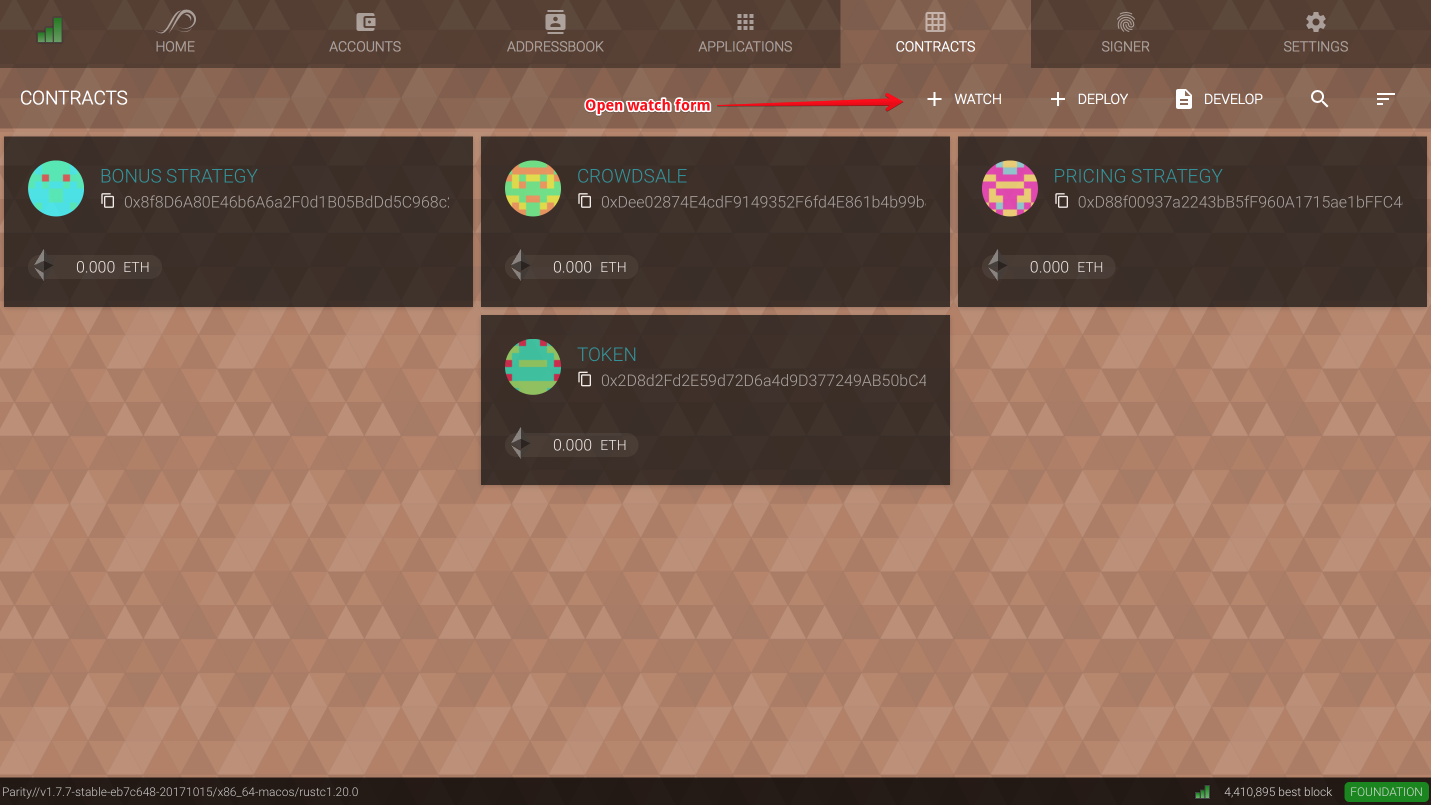 HOME
ACCOUNTS
ADDRESSBOOK
APPLICATIONS
CONTRACTS
SIGNER
SETTINGS
CONTRACTS
Open watch form
WATCH
DEPLOY
DEVELOP
BONUS STRATEGY
0x8f8D6A80E46b6A6a2F0d1B05BdDd5C968c
0.000 ETH
CROWDSALE
0xDee02874E4cdF9149352F6fd4E861b4b99b
0.000 ETH
PRICING STRATEGY
0xD88f00937a2243bB5fF960A1715ae1bFFC4
0.000 ETH
TOKEN
0x2D8d2Fd2E59d72D6a4d9D377249AB50bC4
0.000 ETH
Parity//v1.7.7-stable-eb7c648-20171015/x86_64-macos/rustc1.20.0
4,410,895 best block
FOUNDATION